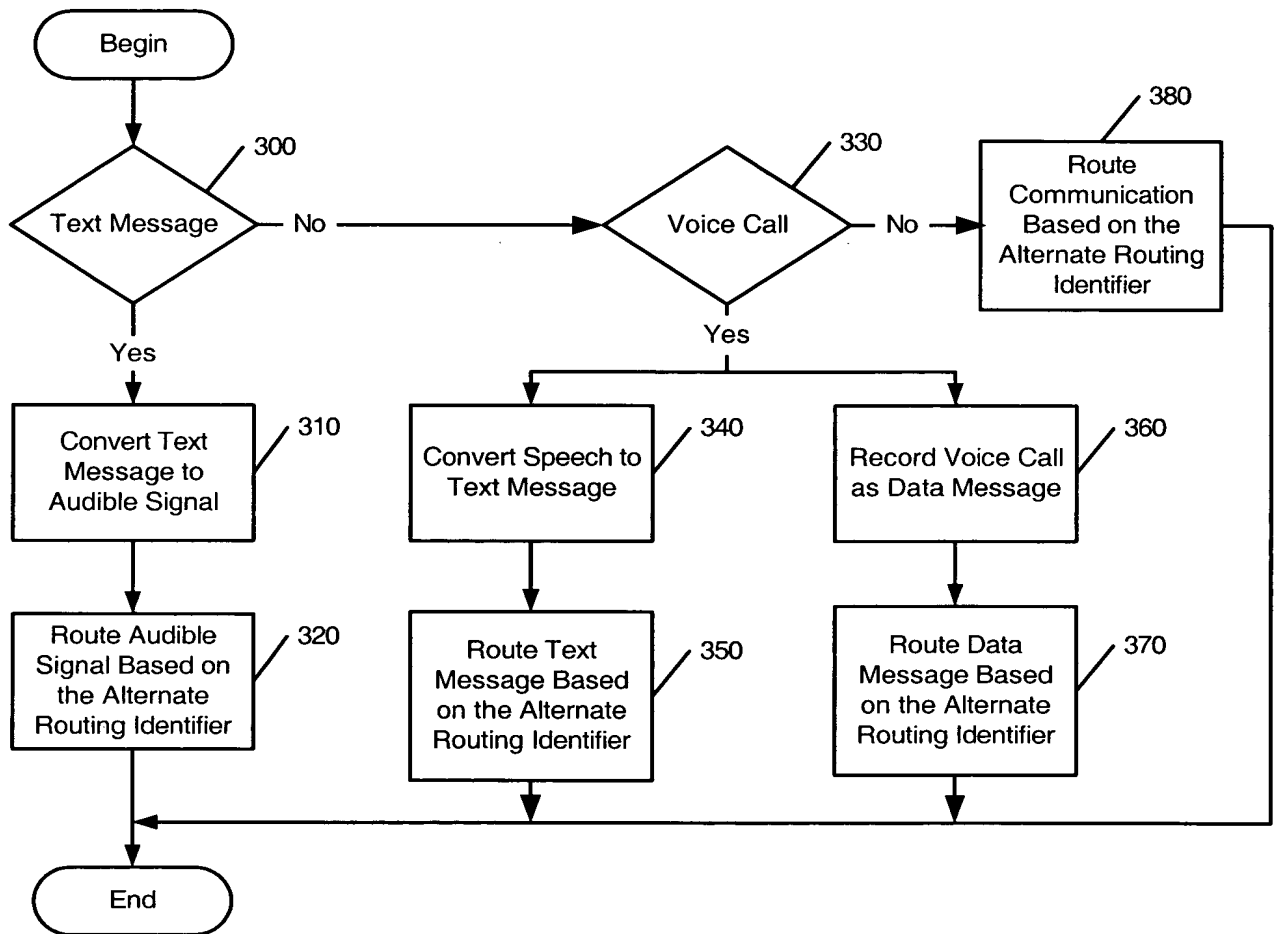 Begin
300
Text Message
No
330
Voice Call
No
380
Route
Communication
Based on the
Alternate Routing
Identifier
Yes
Yes
310
Convert Text
Message to
Audible Signal
340
Convert Speech to
Text Message
360
Record Voice Call
as Data Message
320
Route Audible
Signal Based on
the Alternate
Routing Identifier
350
Route Text
Message Based
on the Alternate
Routing Identifier
370
Route Data
Message Based
on the Alternate
Routing Identifier
End